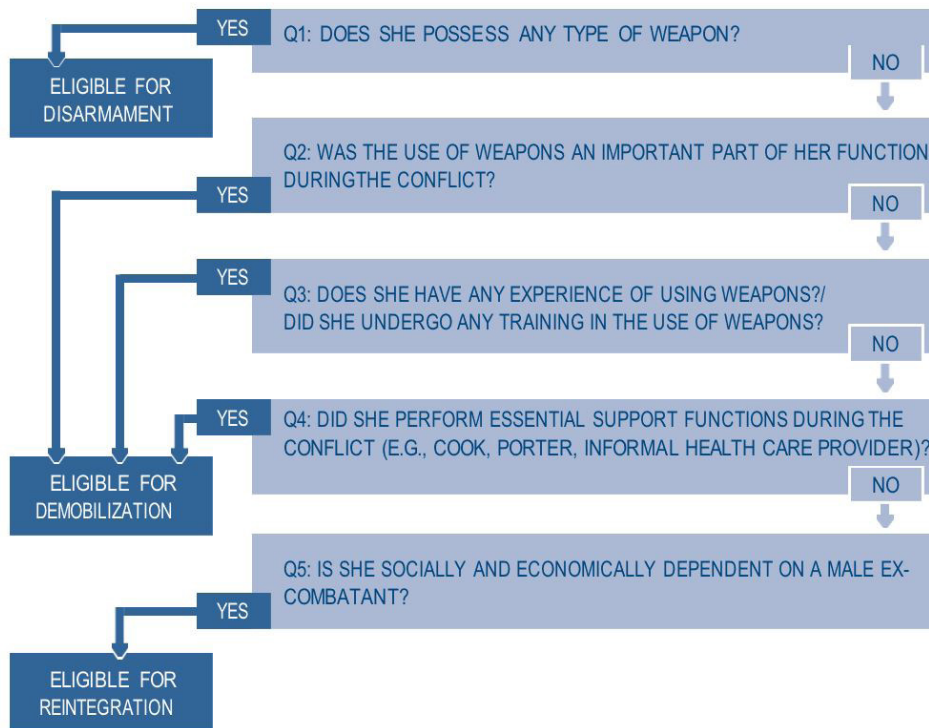 YES
Q1: DOES SHE POSSESS ANY TYPE OF WEAPON?
NO
ELIGIBLE FOR
DISARMAMENT
Q2: WAS THE USE OF WEAPONS AN IMPORTANT PART OF HER FUNCTION
DURINGTHE CONFLICT?
YES
NO
YES
Q3: DOES SHE HAVE ANY EXPERIENCE OF USING WEAPONS?/
DID SHE UNDERGO ANY TRAINING IN THE USE OF WEAPONS?
NO
YES
Q4: DID SHE PERFORM ESSENTIAL SUPPORT FUNCTIONS DURING THE
CONFLICT (E.G., COOK, PORTER, INFORMAL HEALTH CARE PROVIDER)?
NO
ELIGIBLE FOR
DEMOBILIZATION
Q5: IS SHE SOCIALLY AND ECONOMICALLY DEPENDENT ON A MALE EX-
COMBATANT?
YES
ELIGIBLE FOR
REINTEGRATION